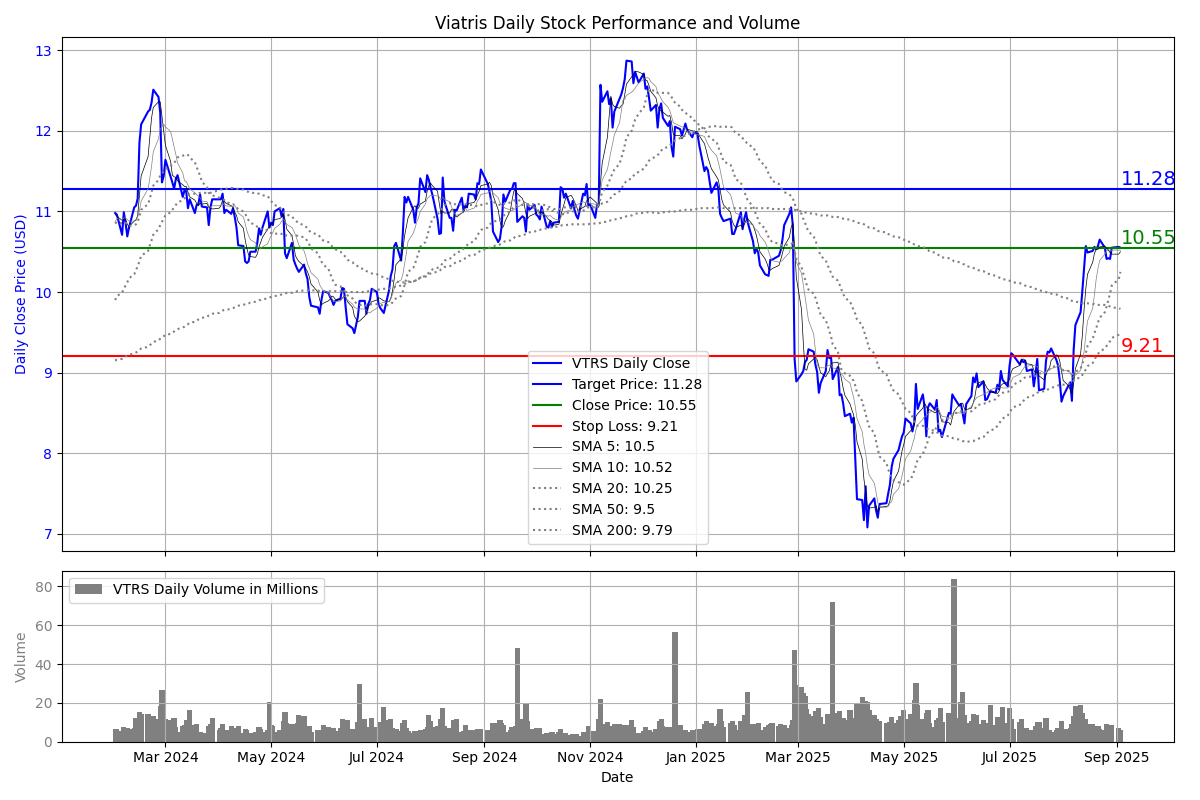 Viatris Daily Stock Performance and Volume
Daily Close Price (USD)
13
12
11
10
9
8
7
11.28
10.55
9.21
VTRS Daily Close
Target Price: 11.28
Close Price: 10.55
Stop Loss: 9.21
SMA 5: 10.5
SMA 10: 10.52
SMA 20: 10.25
SMA 50: 9.5
SMA 200: 9.79
Volume
80
60
40
20
0
VTRS Daily Volume in Millions
Mar 2024
May 2024
Jul 2024
Sep 2024
Nov 2024
Jan 2025
Mar 2025
May 2025
Jul 2025
Sep 2025
Date